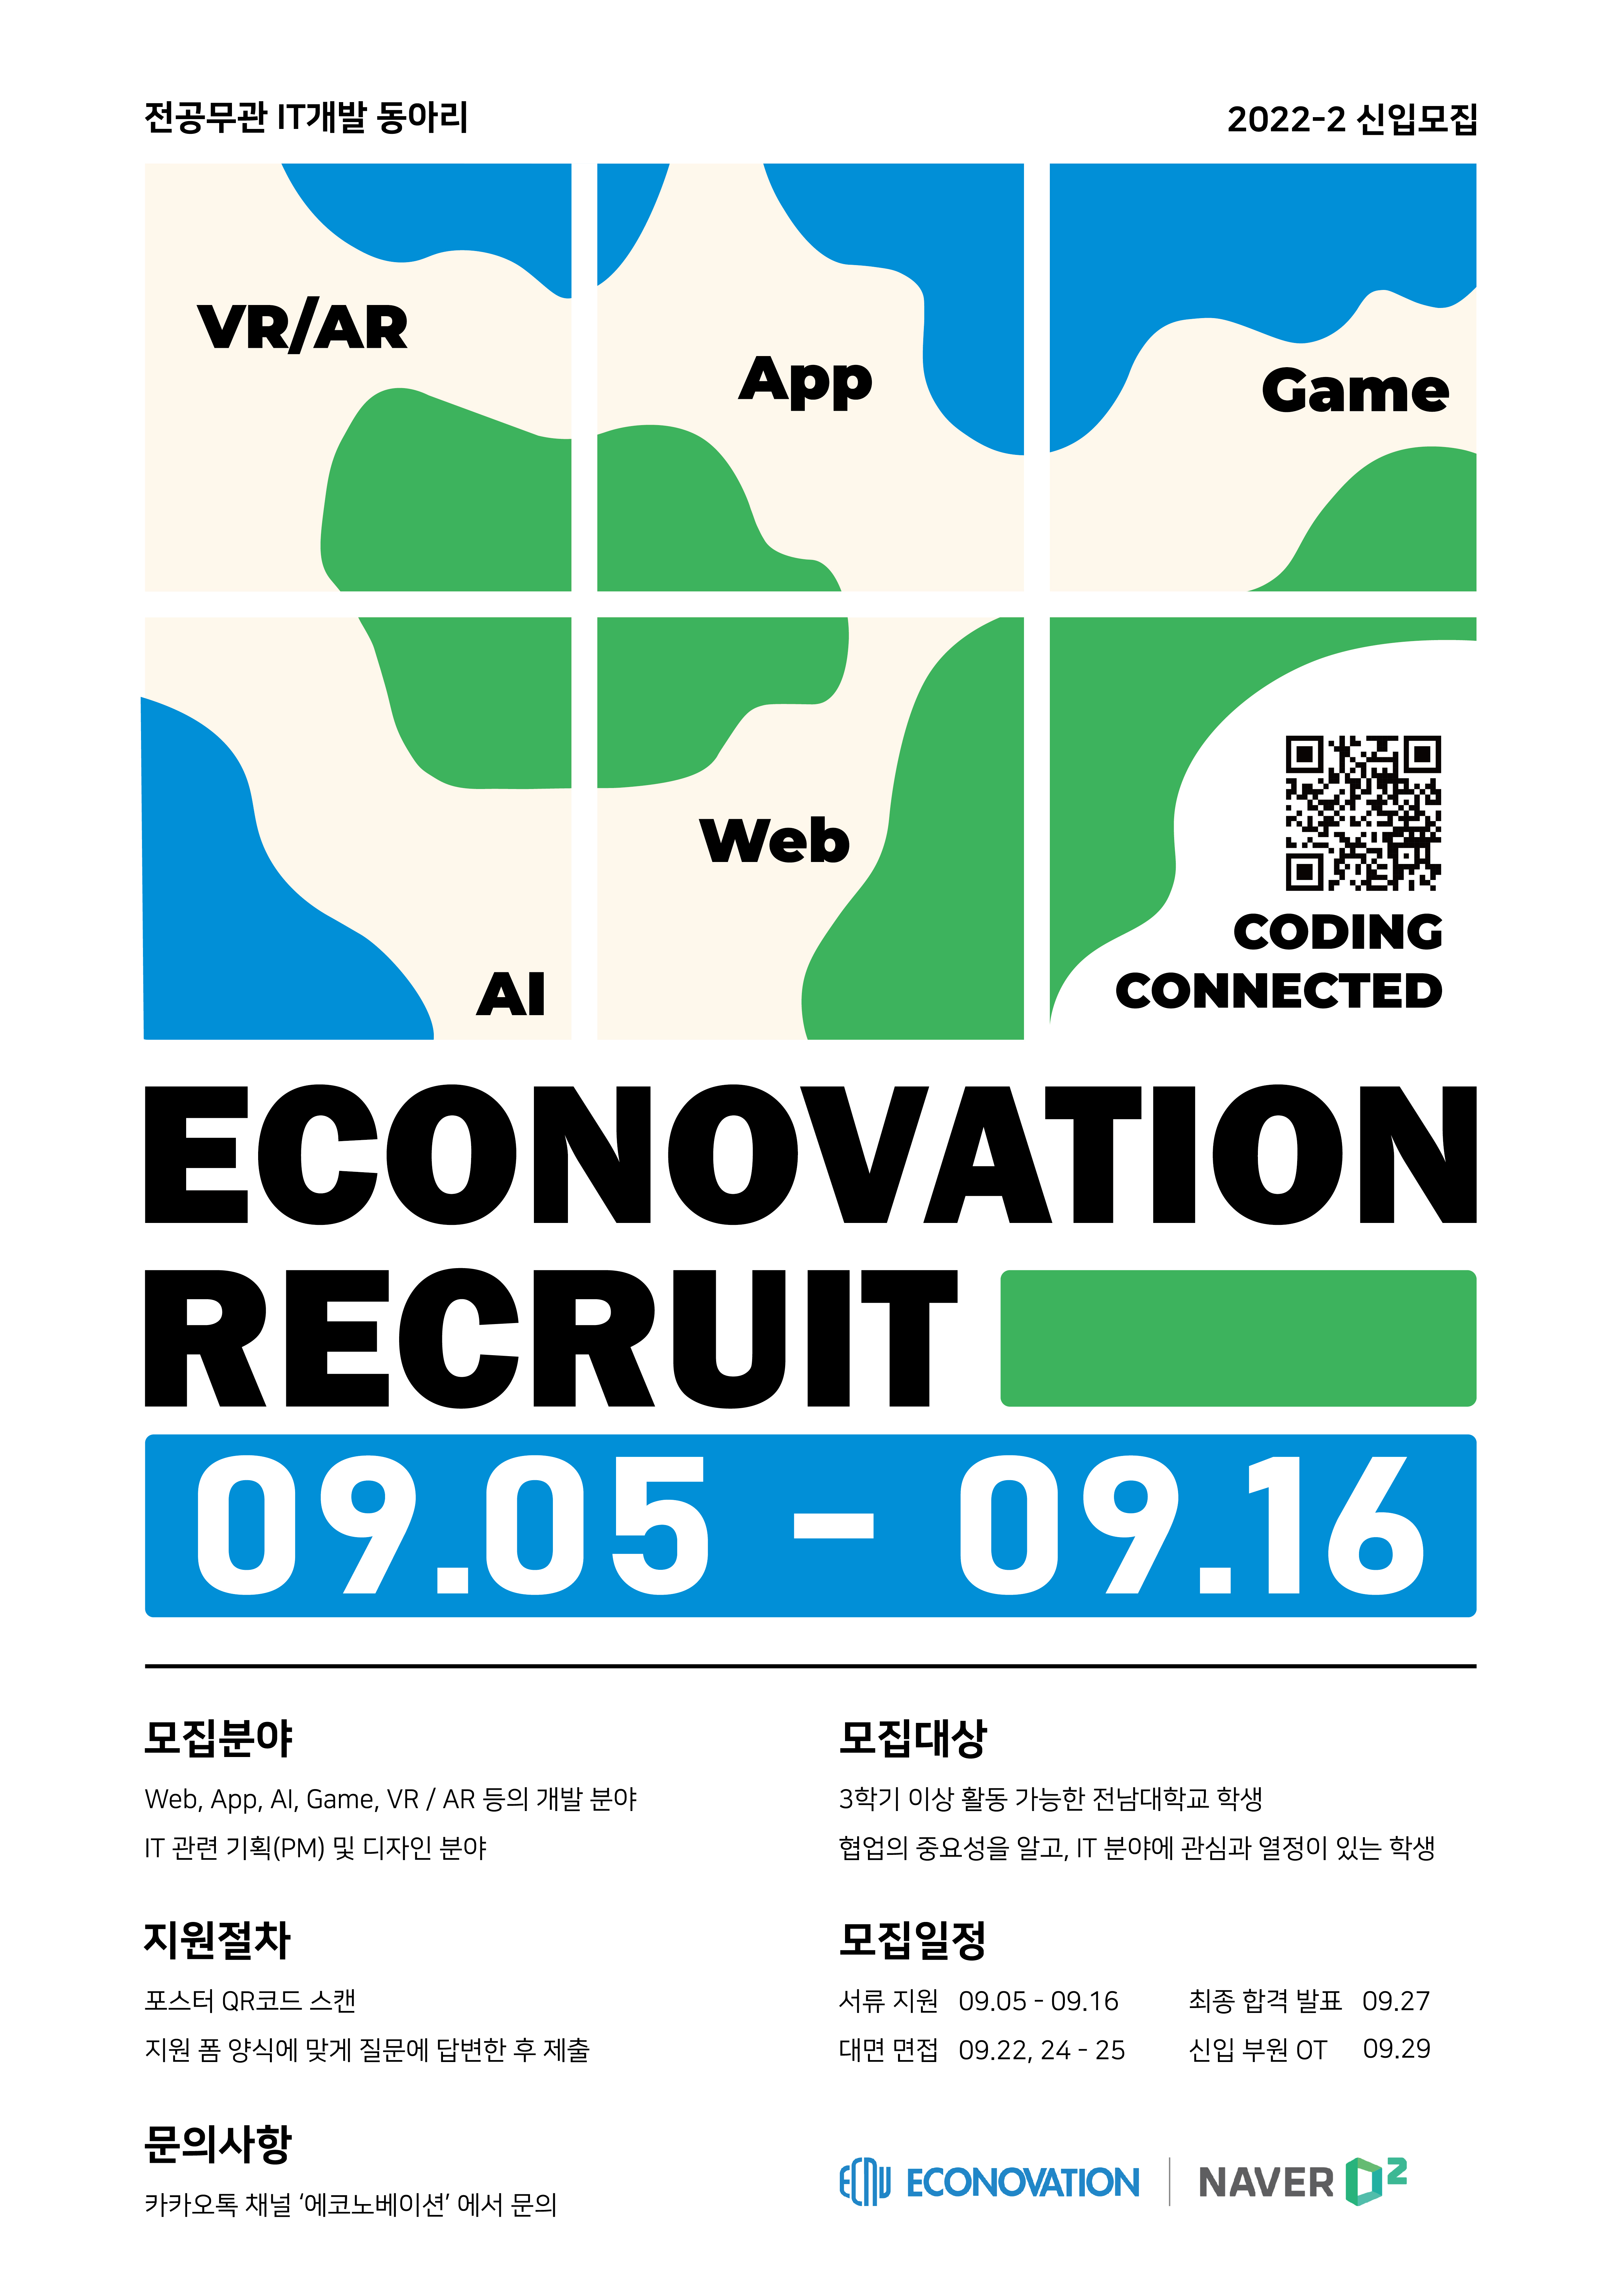 전공무관 IT개발 동아리
2022-2 신입모집
VR/AR
App
Game
AI
Web
CODING
CONNECTED
ECONOVATION
RECRUIT
09.05 - 09.16
모집분야
Web, App, AI, Game, VR / AR 등의 개발 분야
IT 관련 기획(PM) 및 디자인 분야
모집대상
3학기 이상 활동 가능한 전남대학교 학생
협업의 중요성을 알고, IT 분야에 관심과 열정이 있는 학생
지원절차
포스터 QR코드 스캔
지원 폼 양식에 맞게 질문에 답변한 후 제출
모집일정
서류 지원 09.05 - 09.16 최종 합격 발표 09.27
대면 면접 09.22, 24 - 25 신입 부원 OT 09.29
문의사항
카카오톡 채널 ‘에코노베이션’ 에서 문의
ECNV ECONOVATION | NAVER D2